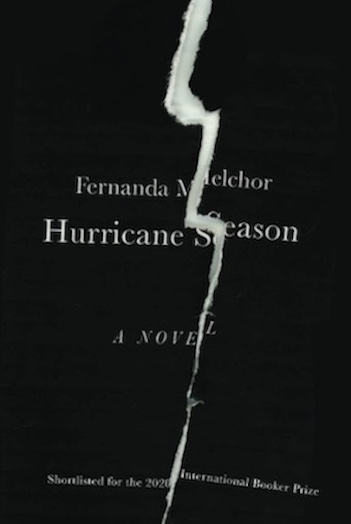 Fernanda Melchor
Hurricane Season
A NOVEL
Shortlisted for the 2020 International Booker Prize